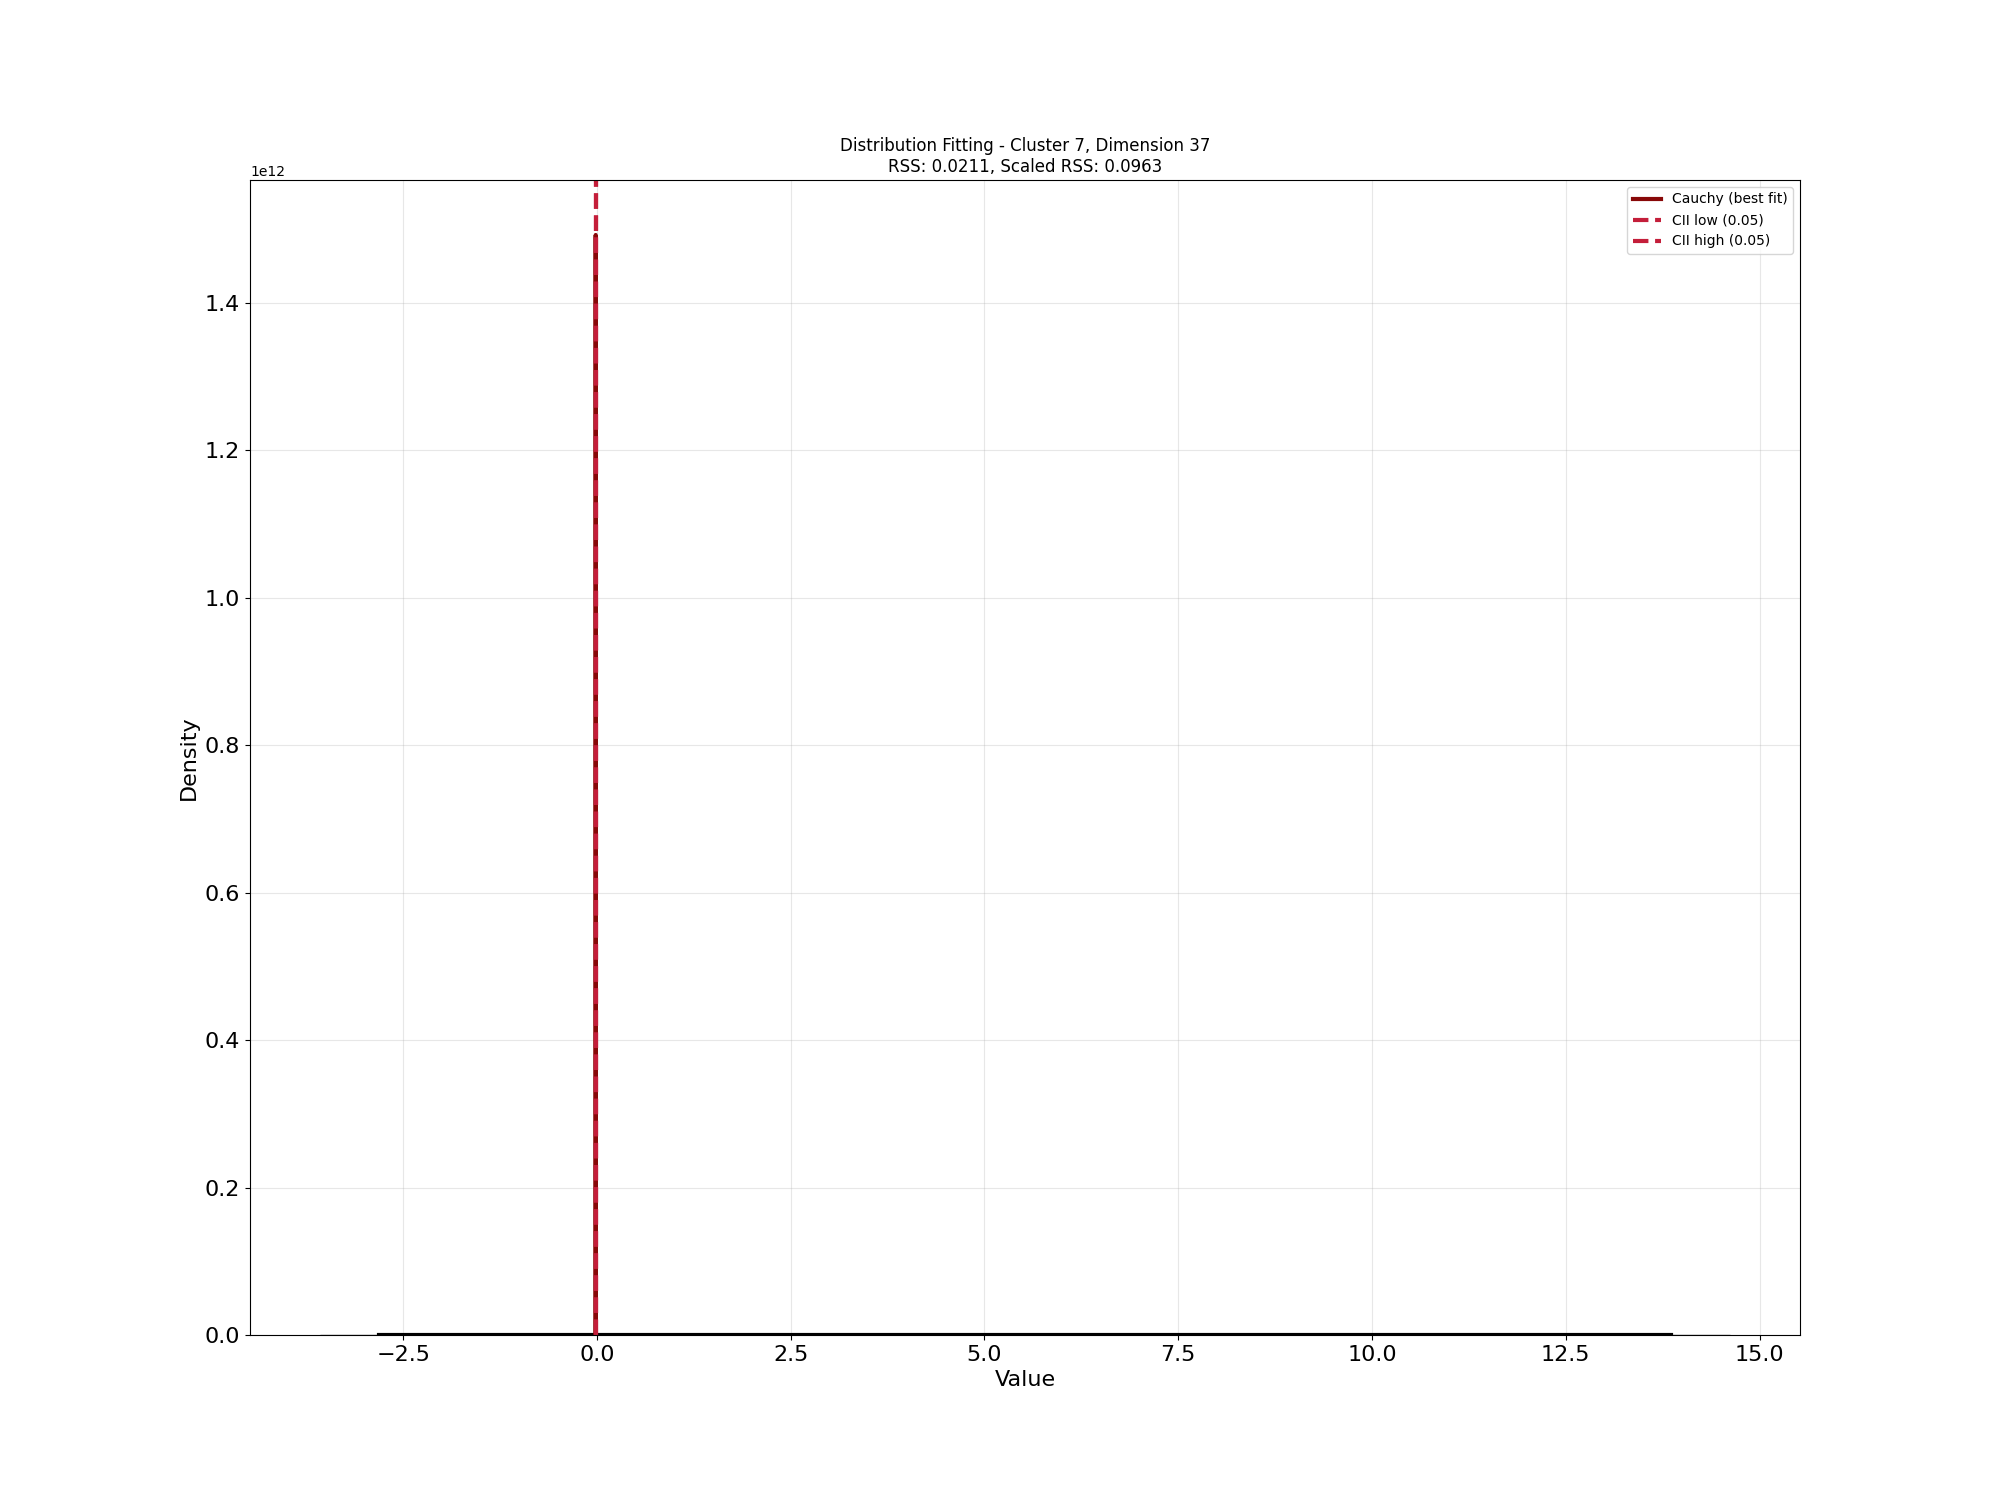 Distribution Fitting - Cluster 7, Dimension 37
RSS: 0.0211, Scaled RSS: 0.0963
1e12
Cauchy (best fit)
CII low (0.05)
CII high (0.05)
1.4
1.2
1.0
0.8
0.6
0.4
0.2
0.0
Density
−2.5 0.0 2.5 5.0 7.5 10.0 12.5 15.0
Value